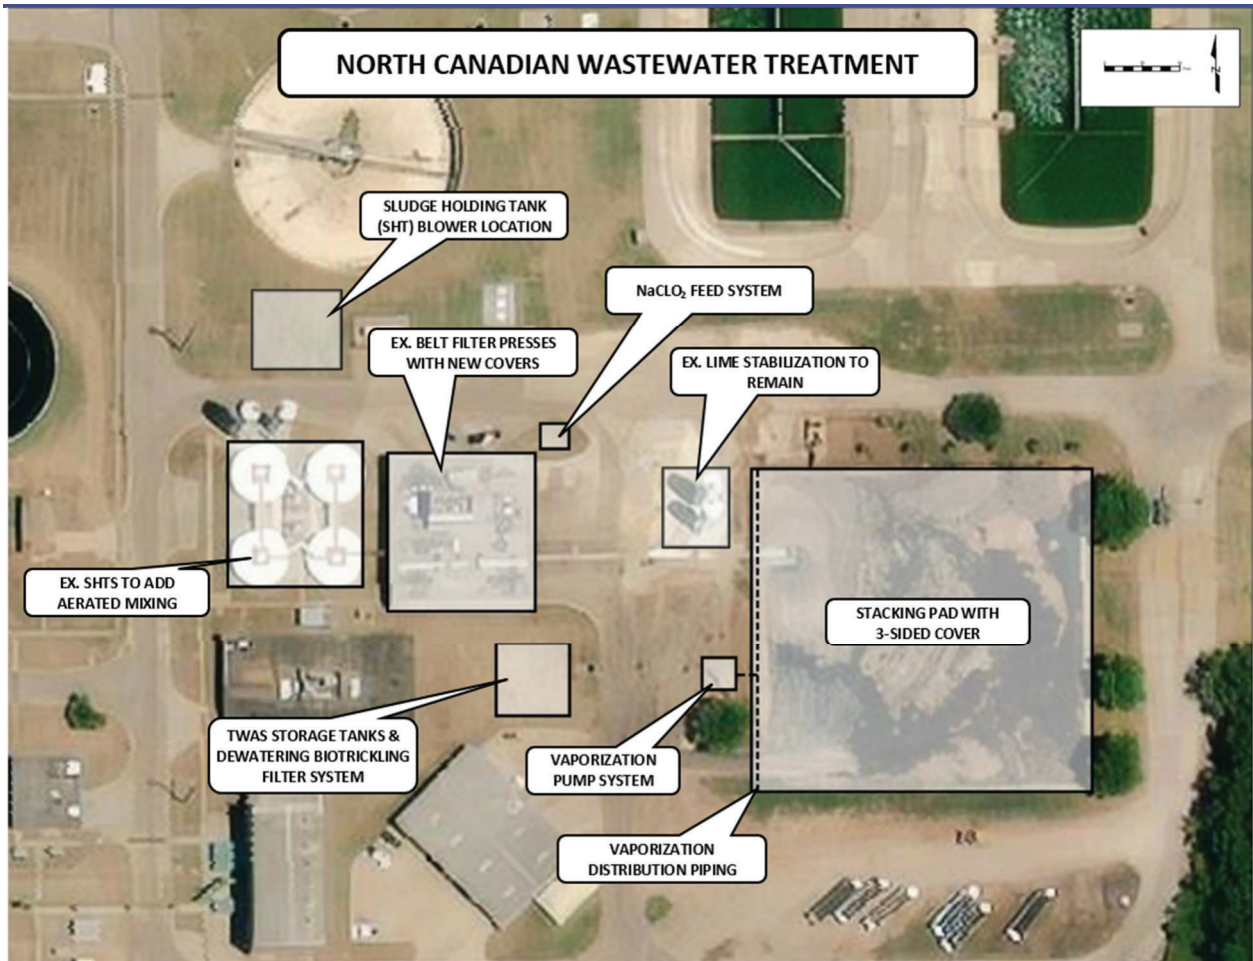 NORTH CANADIAN WASTEWATER TREATMENT
N
SLUDGE HOLDING TANK
(SHT) BLOWER LOCATION
NaCLO₂ FEED SYSTEM
EX. BELT FILTER PRESSES
WITH NEW COVERS
EX. LIME STABILIZATION TO
REMAIN
EX. SHTS TO ADD
AERATED MIXING
STACKING PAD WITH
3-SIDED COVER
TWAS STORAGE TANKS &
DEWATERING BIOTRICKLING
FILTER SYSTEM
VAPORIZATION
PUMP SYSTEM
VAPORIZATION
DISTRIBUTION PIPING